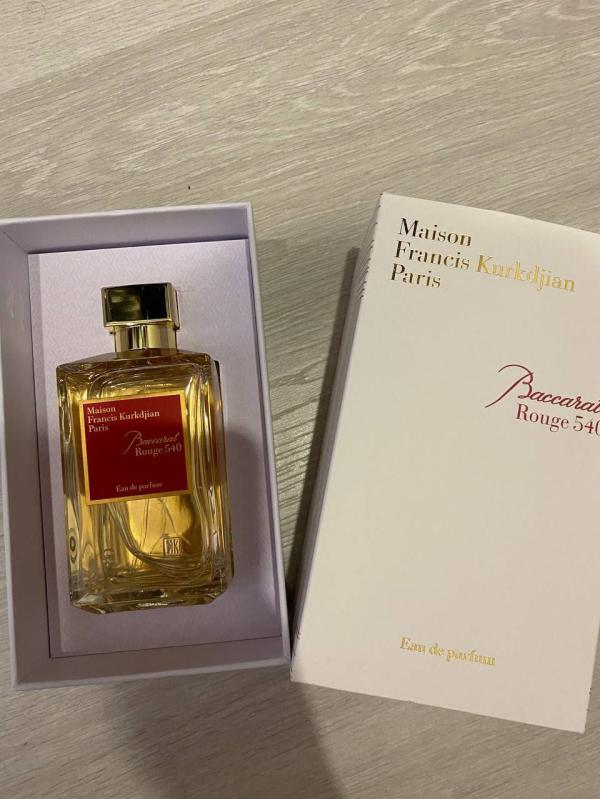 Maison
Francis Kurkdjian
Paris
Baccarat
Rouge 540
Eau de parfum
Maison
Francis Kurkdjian
Paris
Baccarat
Rouge 540
Eau de parfum